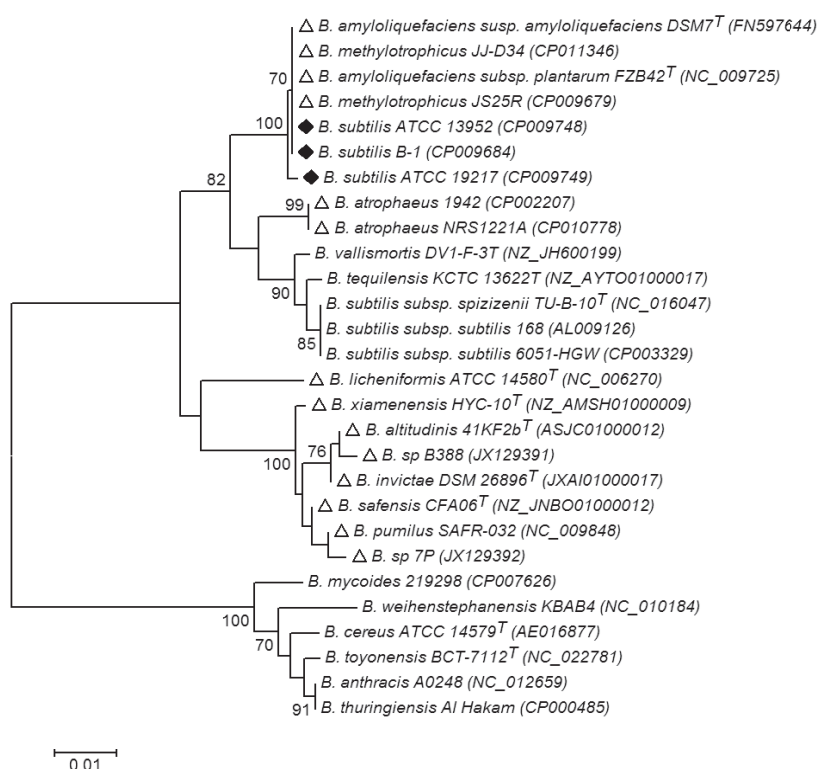 B. amyloliquefaciens susp. amyloliquefaciens DSM7T (FN597644)
B. methylotrophicus JJ-D34 (CP011346)
70
B. amyloliquefaciens subsp. plantarum FZB42T (NC_009725)
B. methylotrophicus JS25R (CP009679)
100
B. subtilis ATCC 13952 (CP009748)
B. subtilis B-1 (CP009684)
82
B. subtilis ATCC 19217 (CP009749)
99
B. atrophaeus 1942 (CP002207)
B. atrophaeus NRS1221A (CP010778)
B. vallismortis DV1-F-3T (NZ_JH600199)
B. tequilensis KCTC 13622T (NZ_AYTO01000017)
90
B. subtilis subsp. spizizenii TU-B-10T (NC_016047)
B. subtilis subsp. subtilis 168 (AL009126)
85
B. subtilis subsp. subtilis 6051-HGW (CP003329)
B. licheniformis ATCC 14580T (NC_006270)
B. xiamenensis HYC-10T (NZ_AMSH01000009)
B. altitudinis 41KF2bT (ASJC01000012)
76
B. sp B388 (JX129391)
100
B. invictae DSM 26896T (JXAI01000017)
B. safensis CFA06T (NZ_JNBO01000012)
B. pumilus SAFR-032 (NC_009848)
B. sp 7P (JX129392)
B. mycoides 219298 (CP007626)
B. weihenstephanensis KBAB4 (NC_010184)
100
B. cereus ATCC 14579T (AE016877)
70
B. toyonensis BCT-7112T (NC_022781)
B. anthracis A0248 (NC_012659)
91
B. thuringiensis Al Hakam (CP000485)
0.01